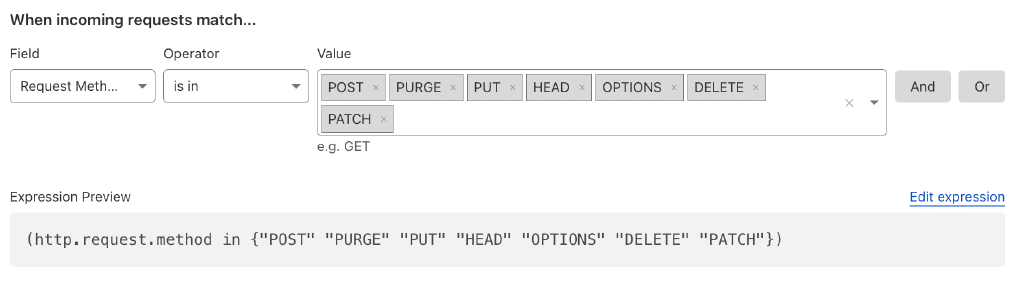 When incoming requests match...
Field Operator Value
Request Meth... is in POST × PURGE × PUT × HEAD × OPTIONS × DELETE × And Or
PATCH ×
e.g. GET
Expression Preview Edit expression
(http.request.method in {"POST" "PURGE" "PUT" "HEAD" "OPTIONS" "DELETE" "PATCH"})